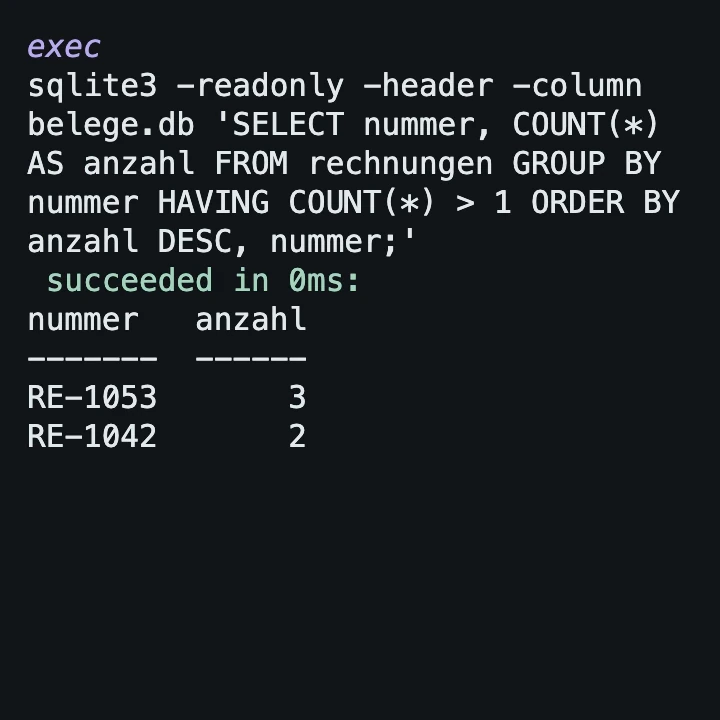 exec
sqlite3 -readonly -header -column
belege.db 'SELECT nummer, COUNT(*)
AS anzahl FROM rechnungen GROUP BY
nummer HAVING COUNT(*) > 1 ORDER BY
anzahl DESC, nummer;'
 succeeded in 0ms:
nummer   anzahl
-------  ------
RE-1053       3
RE-1042       2